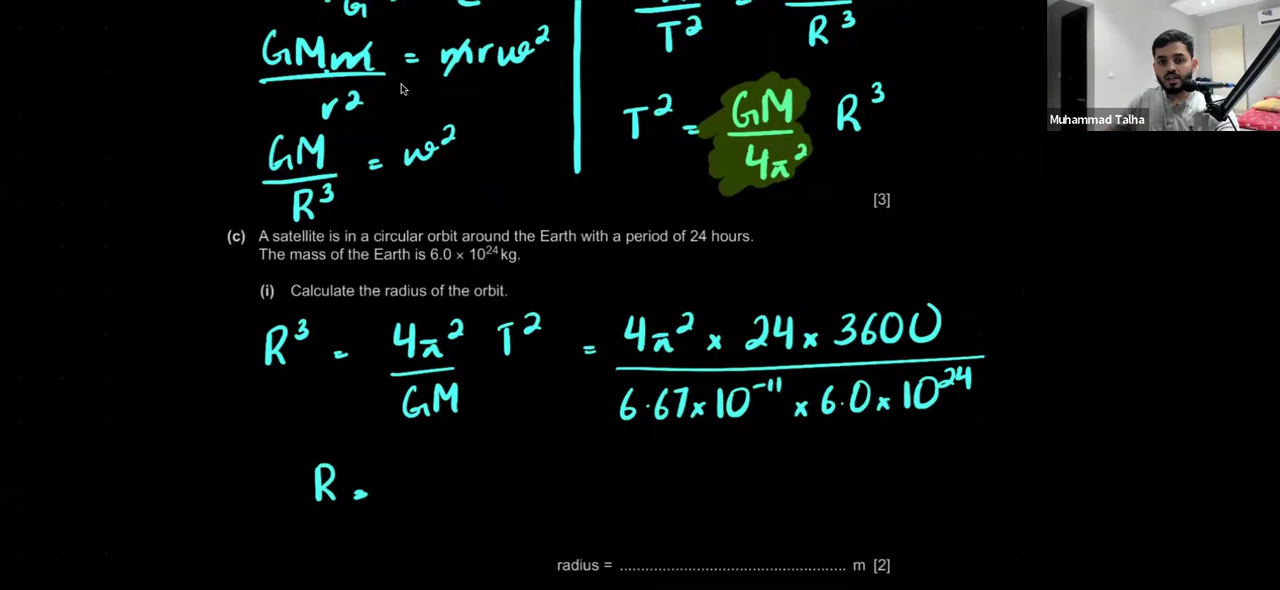 G
GMm = mrω²
r²
GM = ω²
R³
T² = R³
T² = GM R³
4π²
[3]
(c) A satellite is in a circular orbit around the Earth with a period of 24 hours.
The mass of the Earth is 6.0 × 10²⁴ kg.
(i) Calculate the radius of the orbit.
R³ = 4π² T² = 4π² × 24 × 3600
GM 6.67 × 10⁻¹¹ × 6.0 × 10²⁴
R =
radius = ...................................................... m [2]
Muhammad Talha